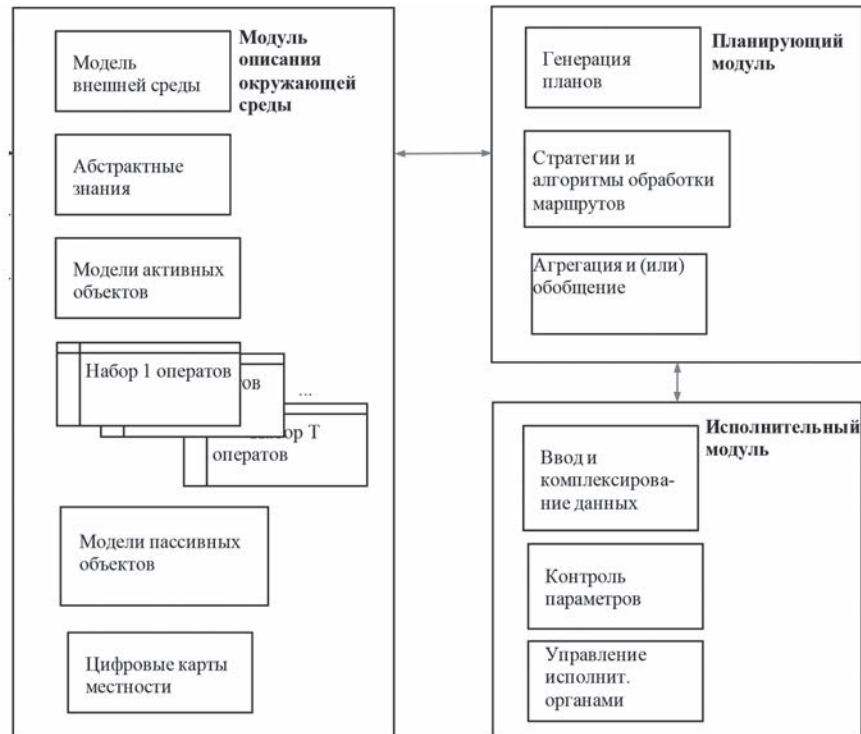 Модуль
описания
окружающей
среды
Модель
внешней среды
Абстрактные
знания
Модели активных
объектов
Набор 1 операторов
...
Т
операторов
Модели пассивных
объектов
Цифровые карты
местности
Планирующий
модуль
Генерация
планов
Стратегии и
алгоритмы обработки
маршрутов
Агрегация и (или)
обобщение
Исполнительный
модуль
Ввод и
комплексирова-
ние данных
Контроль
параметров
Управление
исполнит.
органами